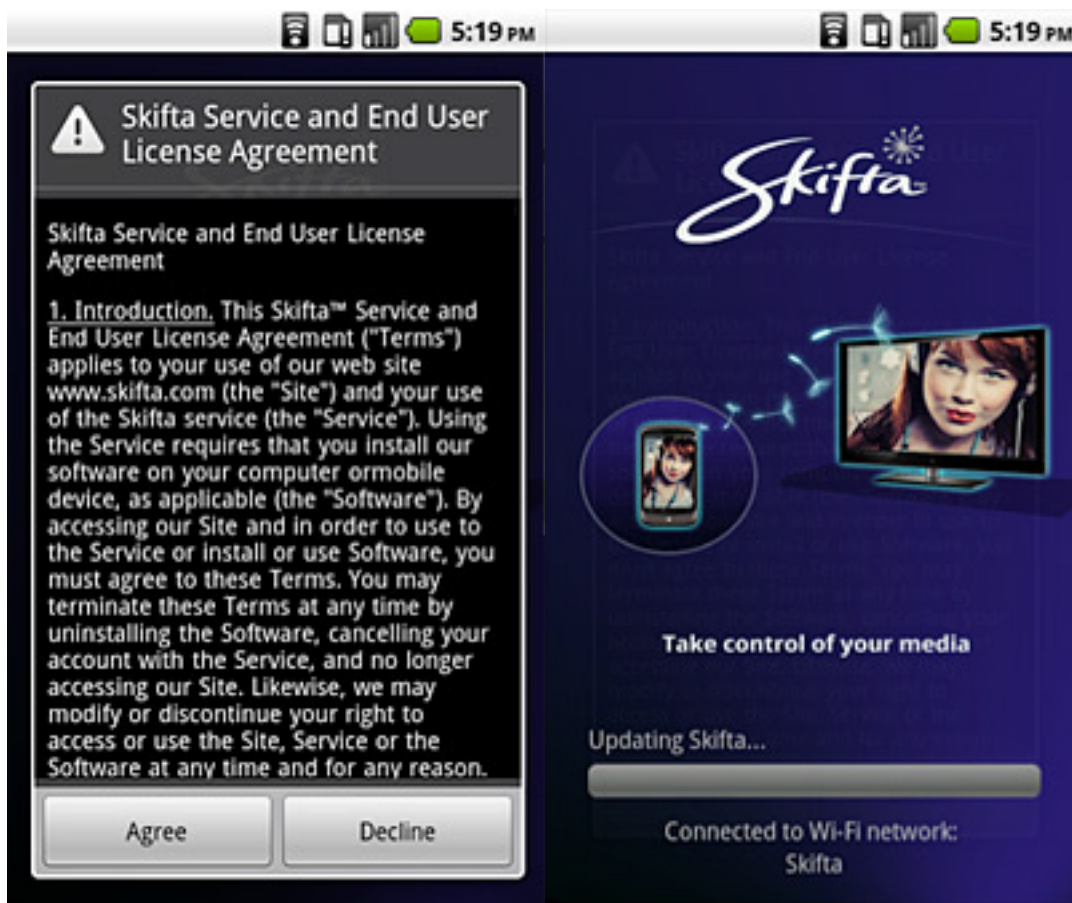 5:19 PM
Skifta Service and End User
License Agreement
Skifta Service and End User License
Agreement
1. Introduction. This Skifta™ Service and
End User License Agreement ("Terms")
applies to your use of our web site
www.skifta.com (the "Site") and your use
of the Skifta service (the "Service"). Using
the Service requires that you install our
software on your computer ormobile
device, as applicable (the "Software"). By
accessing our Site and in order to use to
the Service or install or use Software, you
must agree to these Terms. You may
terminate these Terms at any time by
uninstalling the Software, cancelling your
account with the Service, and no longer
accessing our Site. Likewise, we may
modify or discontinue your right to
access or use the Site, Service or the
Software at any time and for any reason.
Agree
Decline
5:19 PM
Skifta
Take control of your media
Updating Skifta...
Connected to Wi-Fi network:
Skifta